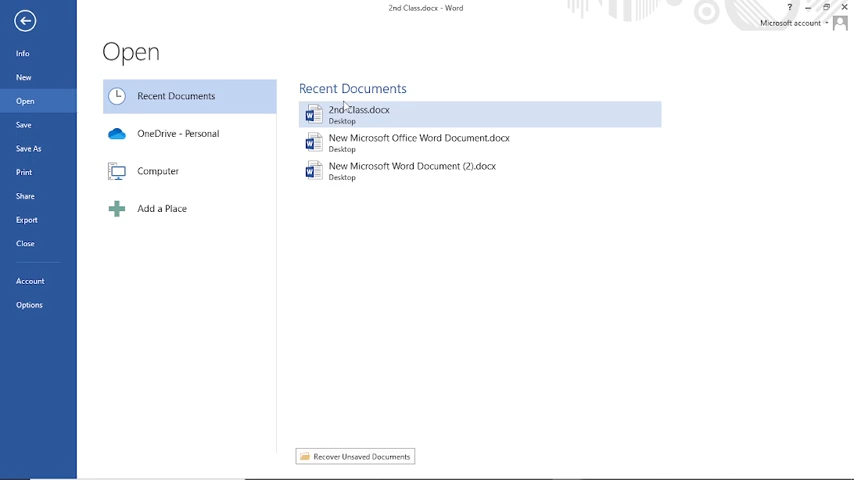 2nd Class.docx - Word
?
Microsoft account
Info
New
Open
Save
Save As
Print
Share
Export
Close
Account
Options
Open
Recent Documents
OneDrive - Personal
Computer
Add a Place
Recent Documents
2nd Class.docx
Desktop
New Microsoft Office Word Document.docx
Desktop
New Microsoft Word Document (2).docx
Desktop
Recover Unsaved Documents